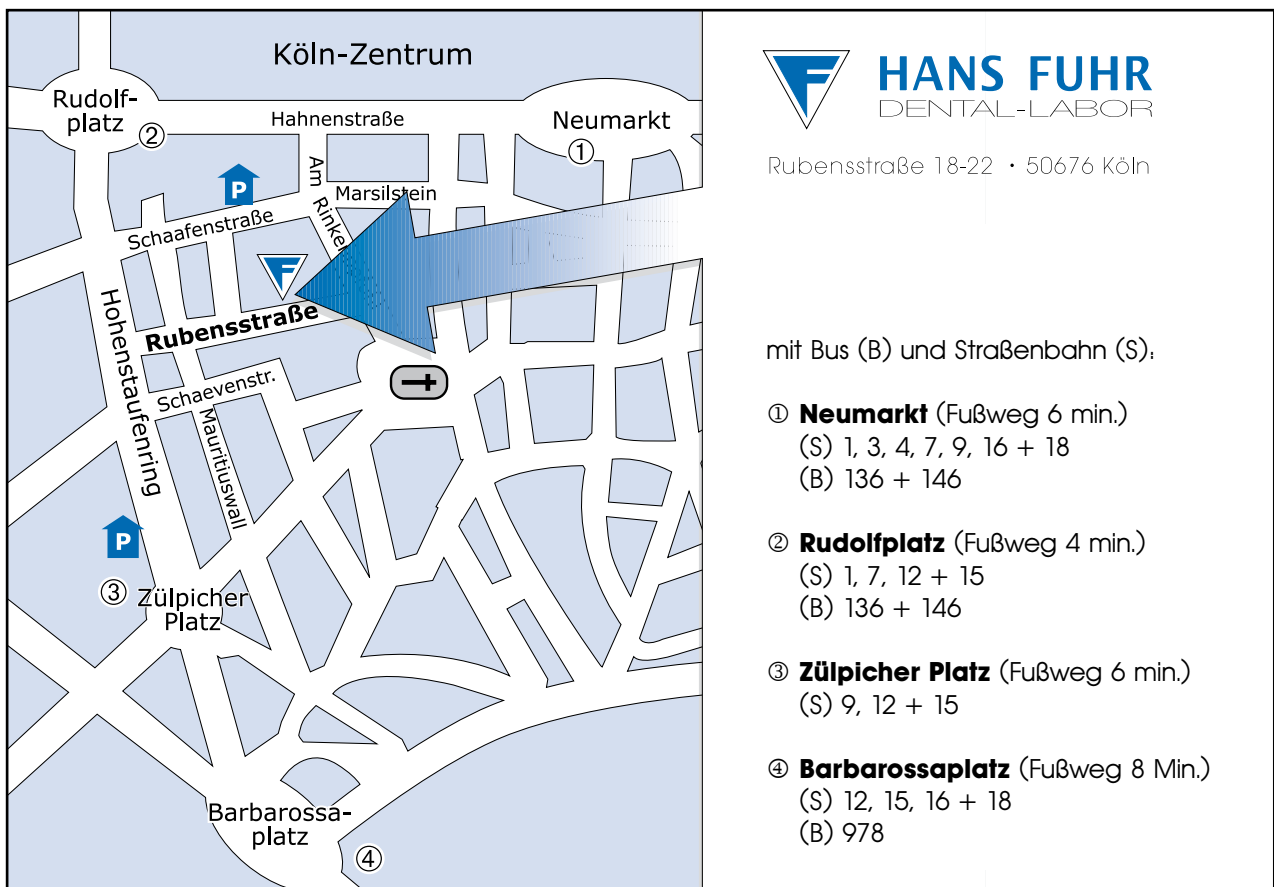 Köln-Zentrum
Rudolf-
platz
②
Hahnenstraße
Neumarkt
①
P
Am Rinkel
Marsilstein
Schaafenstraße
F
Rubensstraße
Hohenstaufenring
Schaevenstr.
Mauritiuswall
P
③ Zülpicher
Platz
Barbarossa-
platz
④
F
HANS FUHR
DENTAL-LABOR
Rubensstraße 18-22 • 50676 Köln
mit Bus (B) und Straßenbahn (S):
① Neumarkt (Fußweg 6 min.)
(S) 1, 3, 4, 7, 9, 16 + 18
(B) 136 + 146
② Rudolfplatz (Fußweg 4 min.)
(S) 1, 7, 12 + 15
(B) 136 + 146
③ Zülpicher Platz (Fußweg 6 min.)
(S) 9, 12 + 15
④ Barbarossaplatz (Fußweg 8 Min.)
(S) 12, 15, 16 + 18
(B) 978